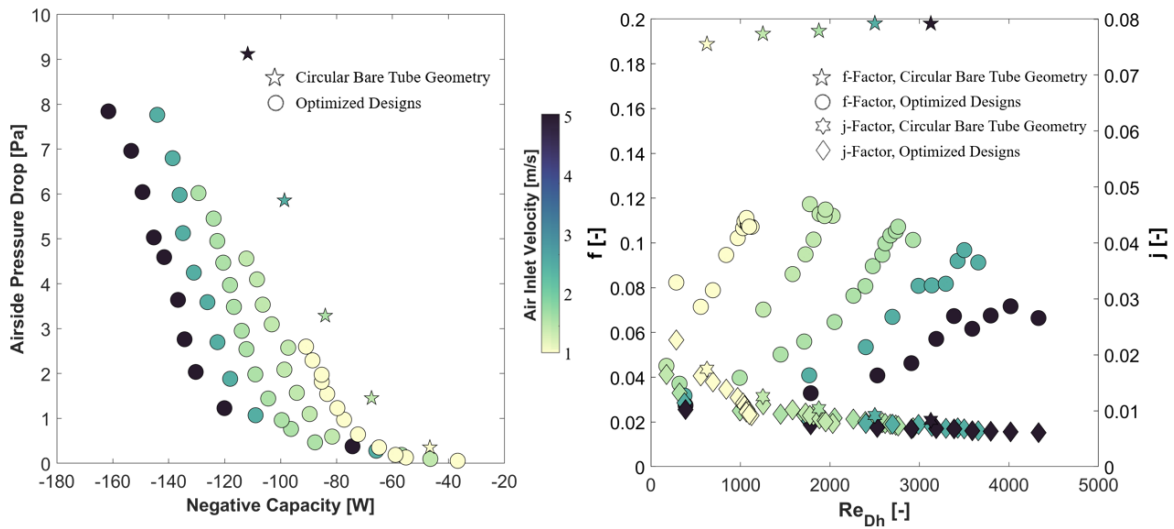 10
9
8
7
6
5
4
3
2
1
0
Airside Pressure Drop [Pa]
Circular Bare Tube Geometry
Optimized Designs
-180 -160 -140 -120 -100 -80 -60 -40 -20
Negative Capacity [W]
5
4
3
2
1
Air Inlet Velocity [m/s]
0.2
0.18
0.16
0.14
0.12
0.1
0.08
0.06
0.04
0.02
0
f [-]
f-Factor, Circular Bare Tube Geometry
f-Factor, Optimized Designs
j-Factor, Circular Bare Tube Geometry
j-Factor, Optimized Designs
0 1000 2000 3000 4000 5000
Re_Dh [-]
0.08
0.07
0.06
0.05
0.04
0.03
0.02
0.01
0
j [-]